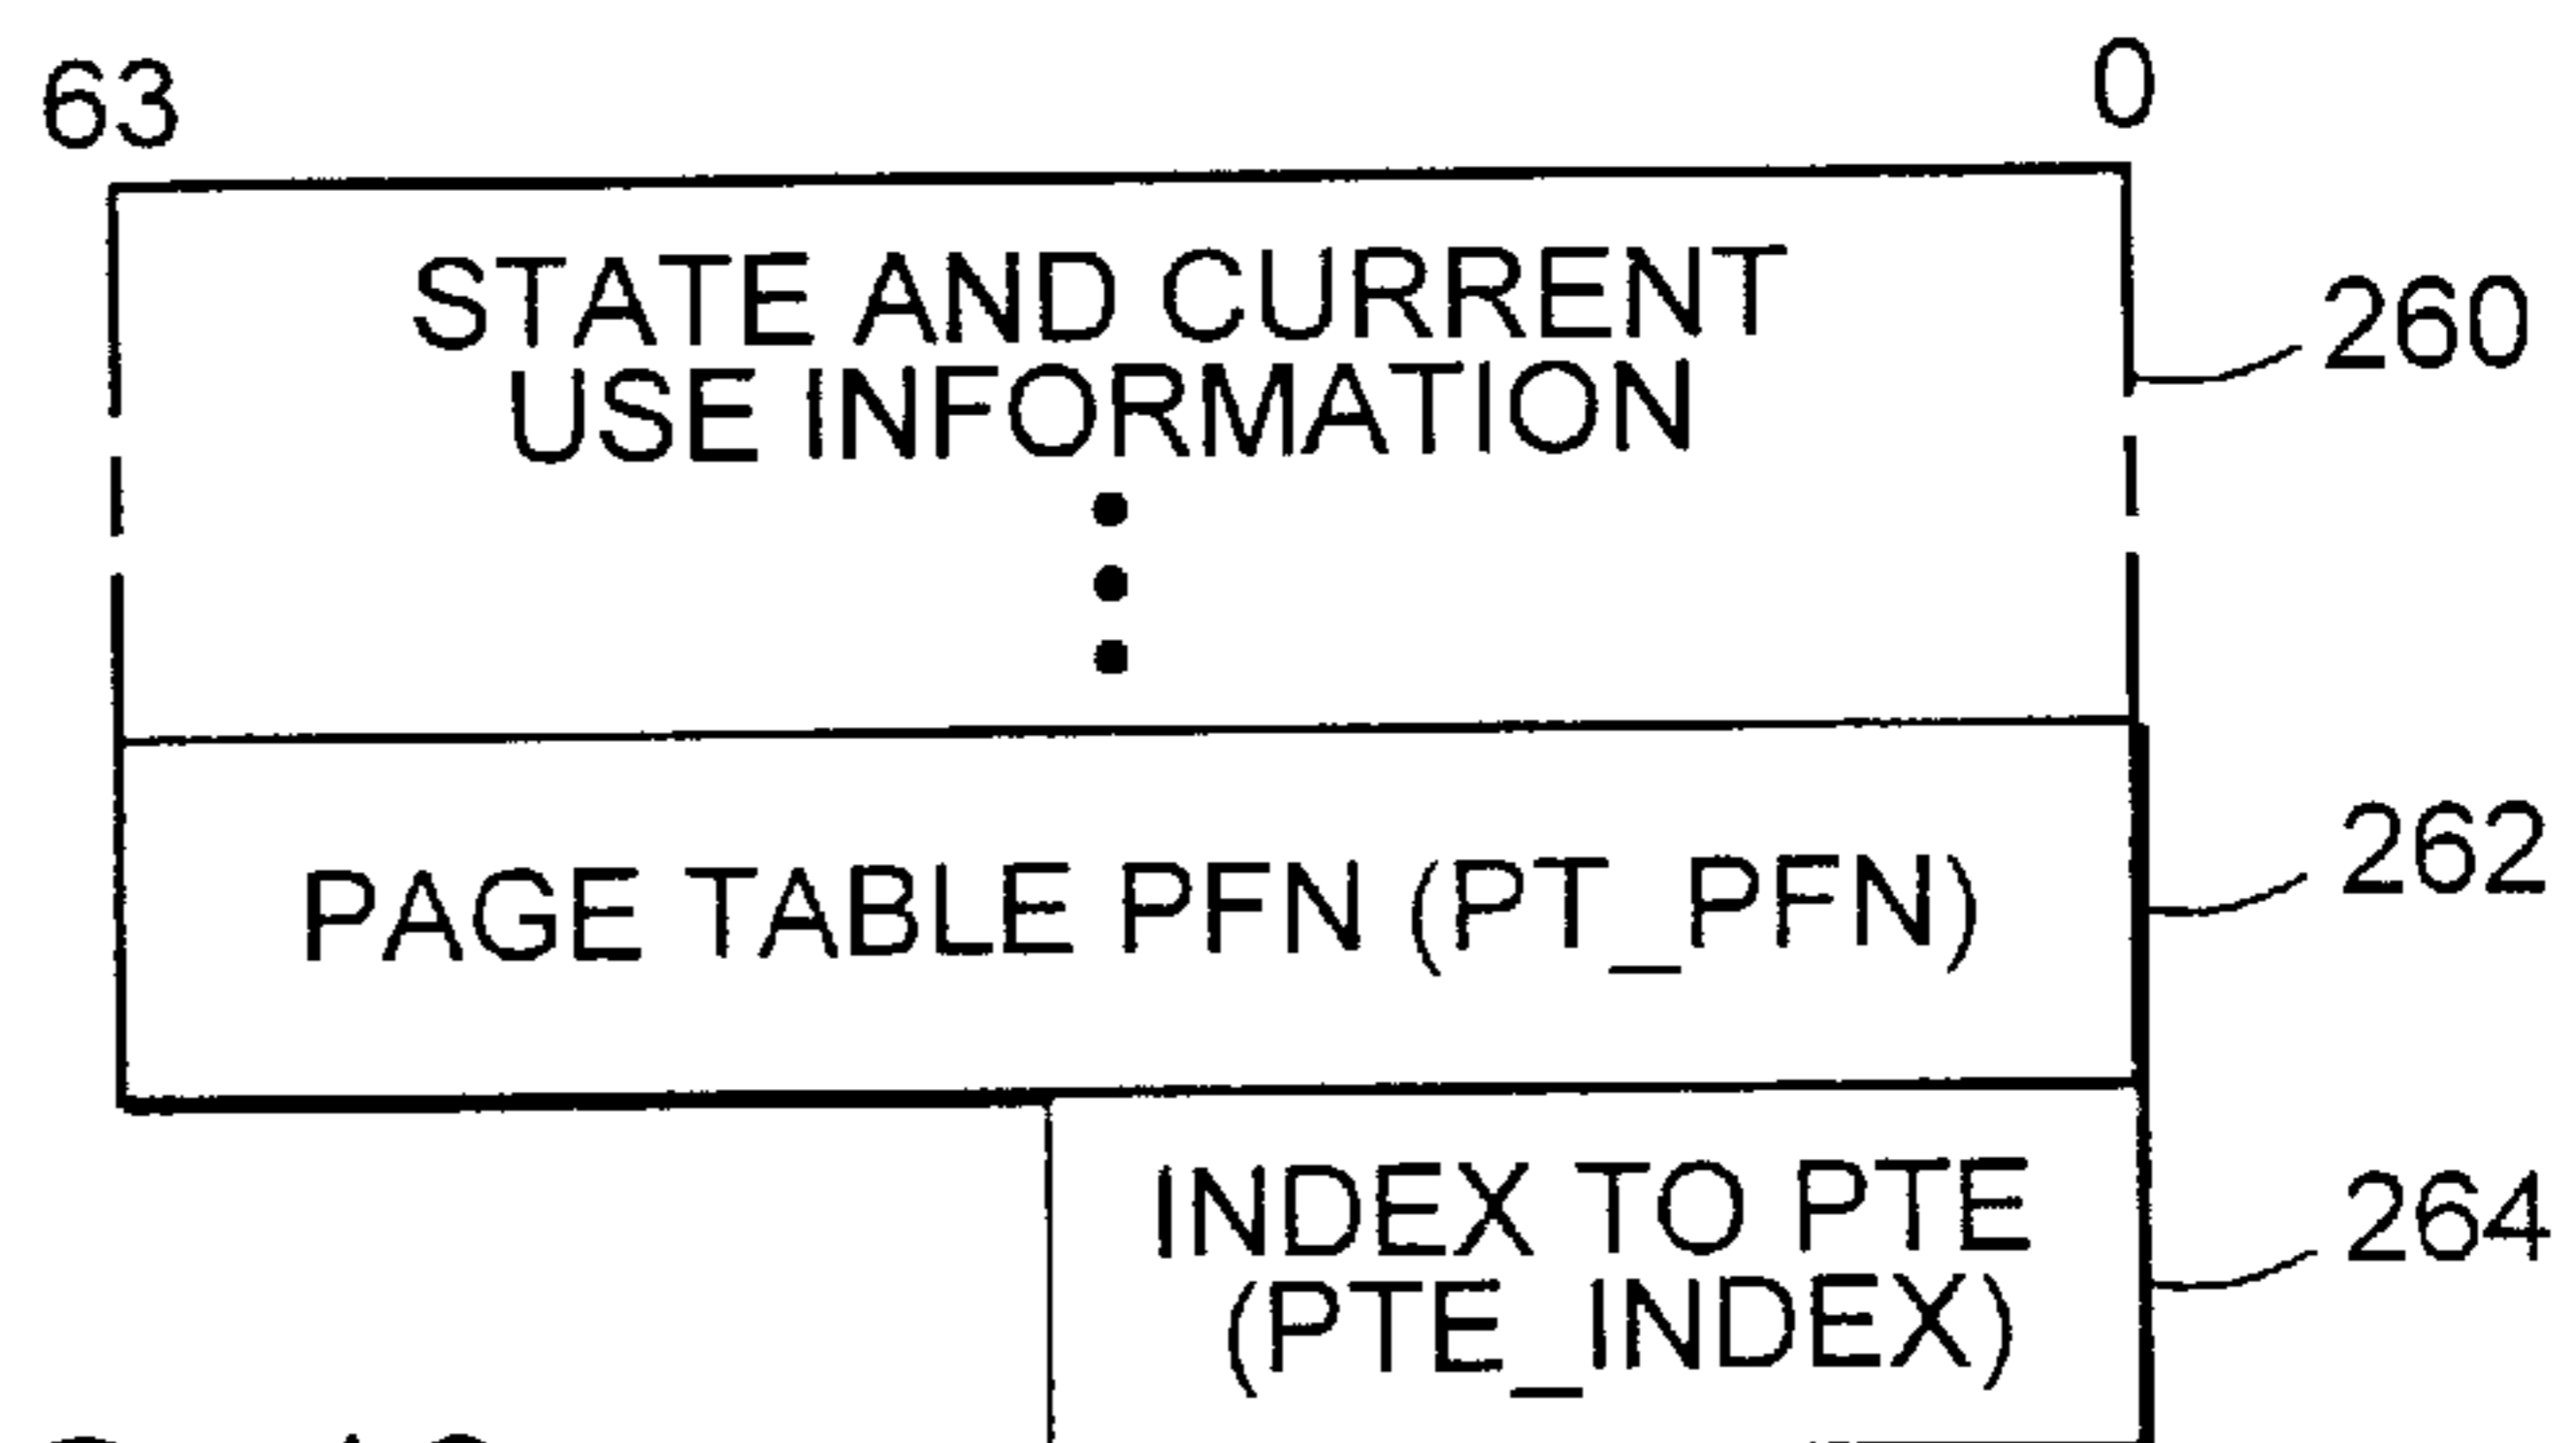 63 0
STATE AND CURRENT
USE INFORMATION
260
PAGE TABLE PFN (PT_PFN)
262
INDEX TO PTE
(PTE_INDEX)
264